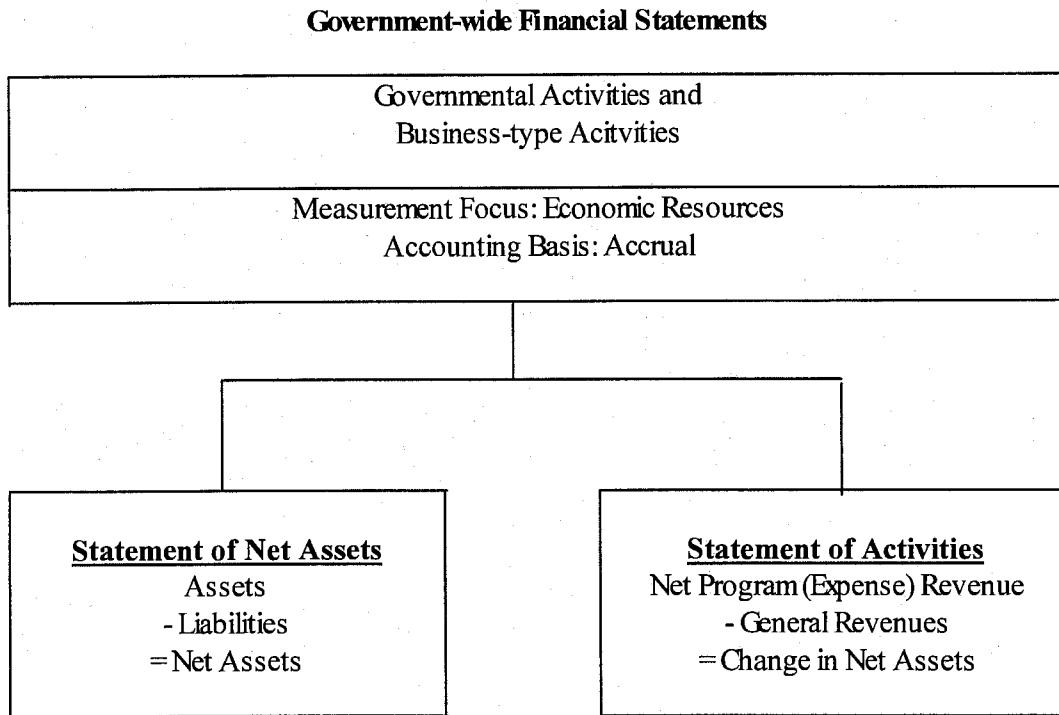 Government-wide Financial Statements
Governmental Activities and
Business-type Acitvities
Measurement Focus: Economic Resources
Accounting Basis: Accrual
Statement of Net Assets
Assets
- Liabilities
= Net Assets
Statement of Activities
Net Program (Expense) Revenue
- General Revenues
= Change in Net Assets